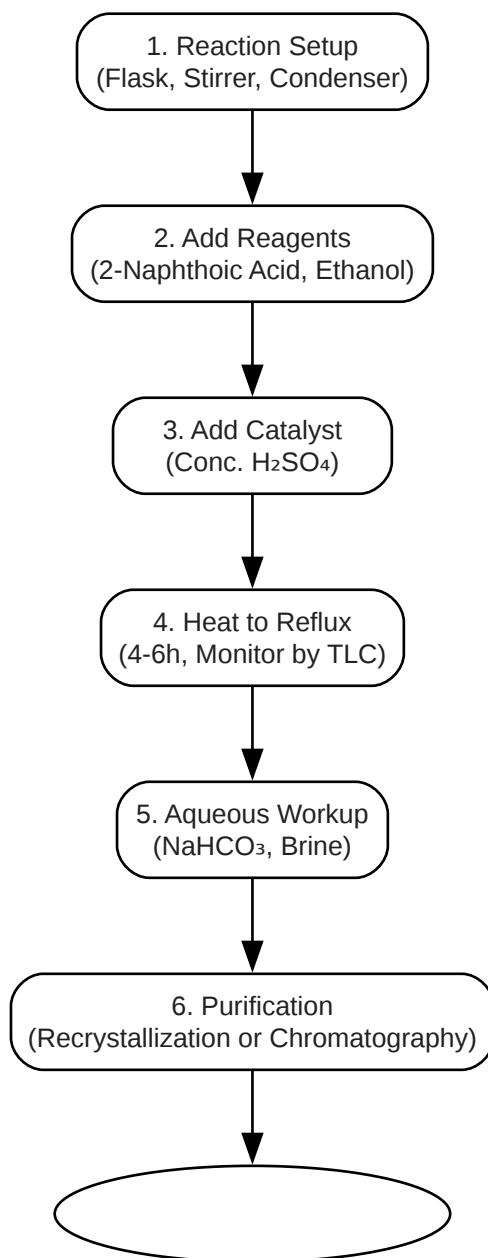 1. Reaction Setup
(Flask, Stirrer, Condenser)
2. Add Reagents
(2-Naphthoic Acid, Ethanol)
3. Add Catalyst
(Conc. H₂SO₄)
4. Heat to Reflux
(4-6h, Monitor by TLC)
5. Aqueous Workup
(NaHCO₃, Brine)
6. Purification
(Recrystallization or Chromatography)